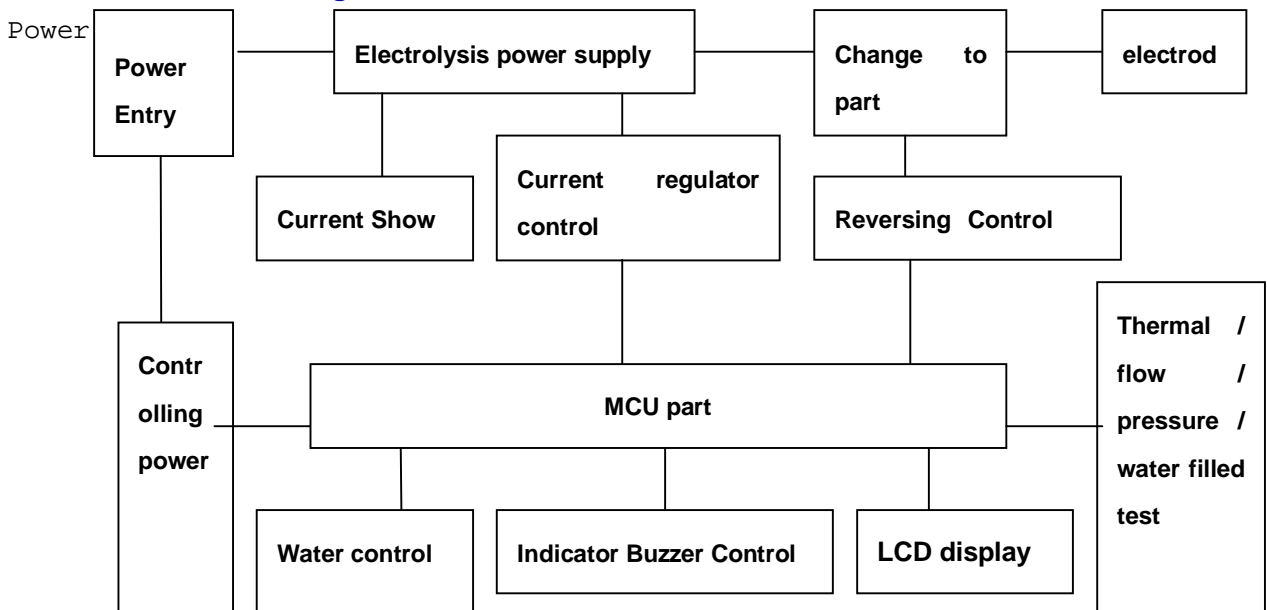 Power
Power
Entry
Electrolysis power supply
Change to
part
electrod
Current Show
Current regulator
control
Reversing Control
Contr
olling
power
MCU part
Thermal /
flow /
pressure /
water filled
test
Water control
Indicator Buzzer Control
LCD display